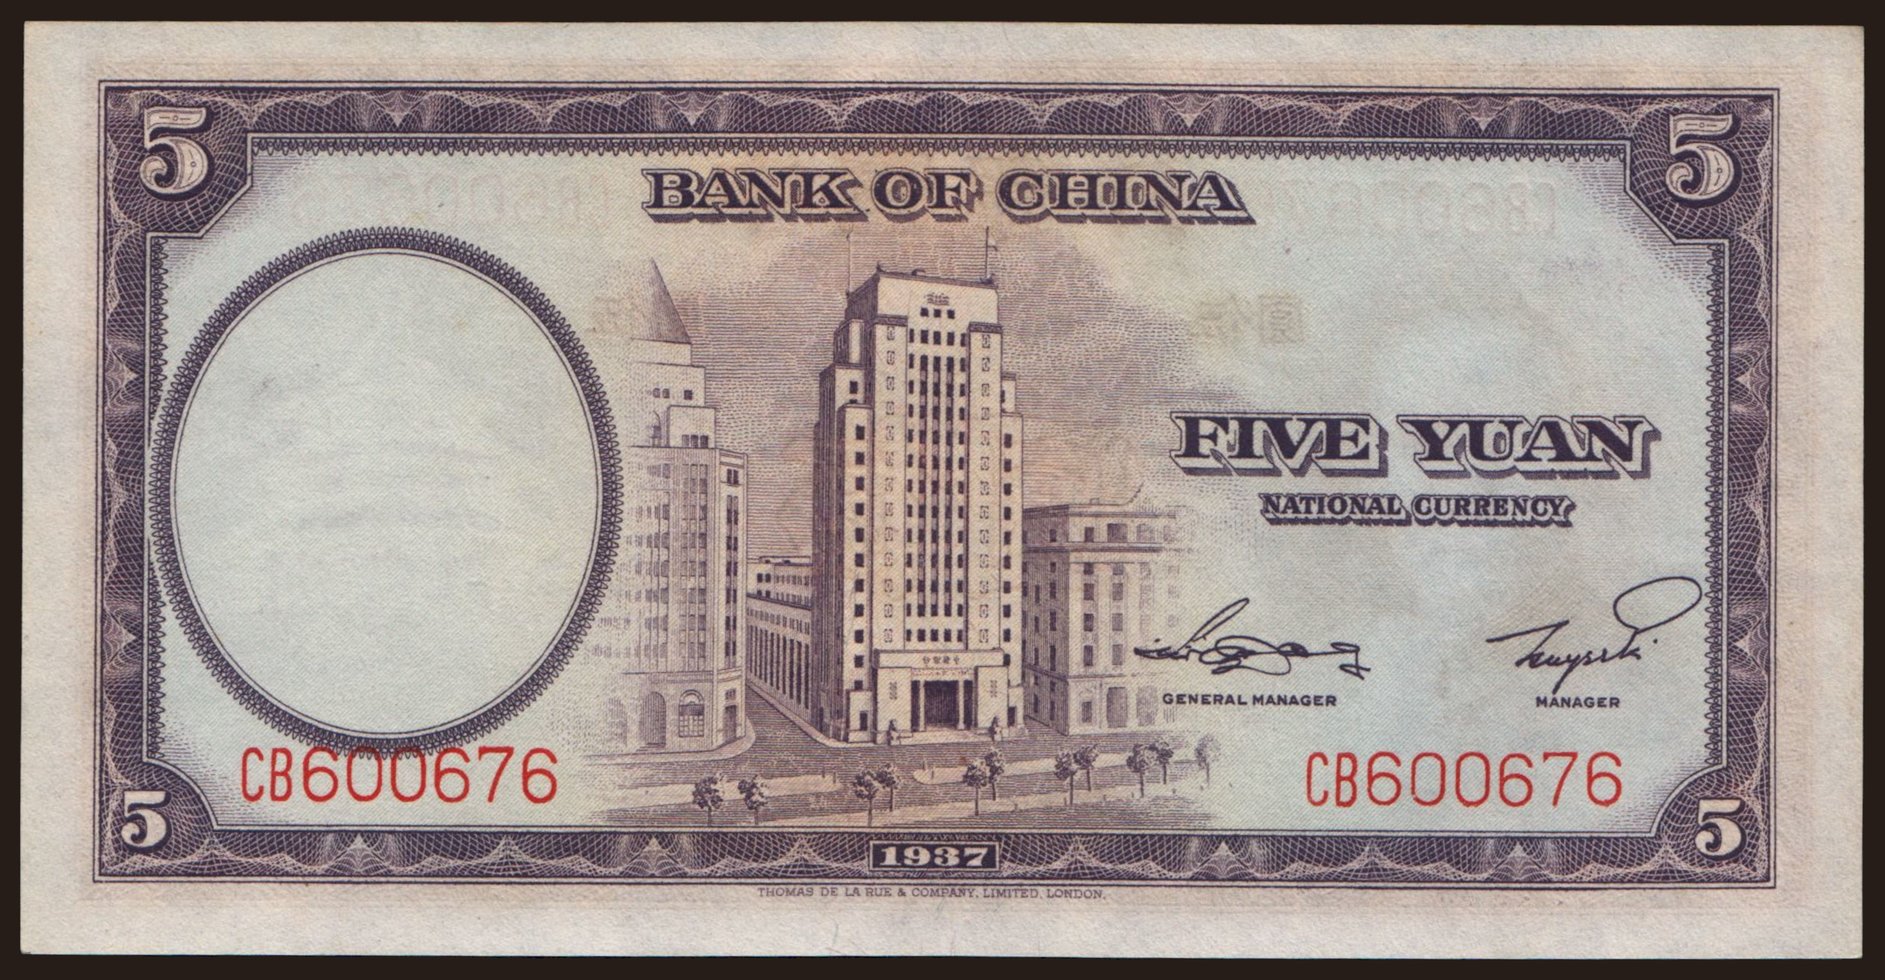 5
5
BANK OF CHINA
FIVE YUAN
NATIONAL CURRENCY
GENERAL MANAGER
MANAGER
CB600676
CB600676
5
5
1937
THOMAS DE LA RUE & COMPANY, LIMITED, LONDON.